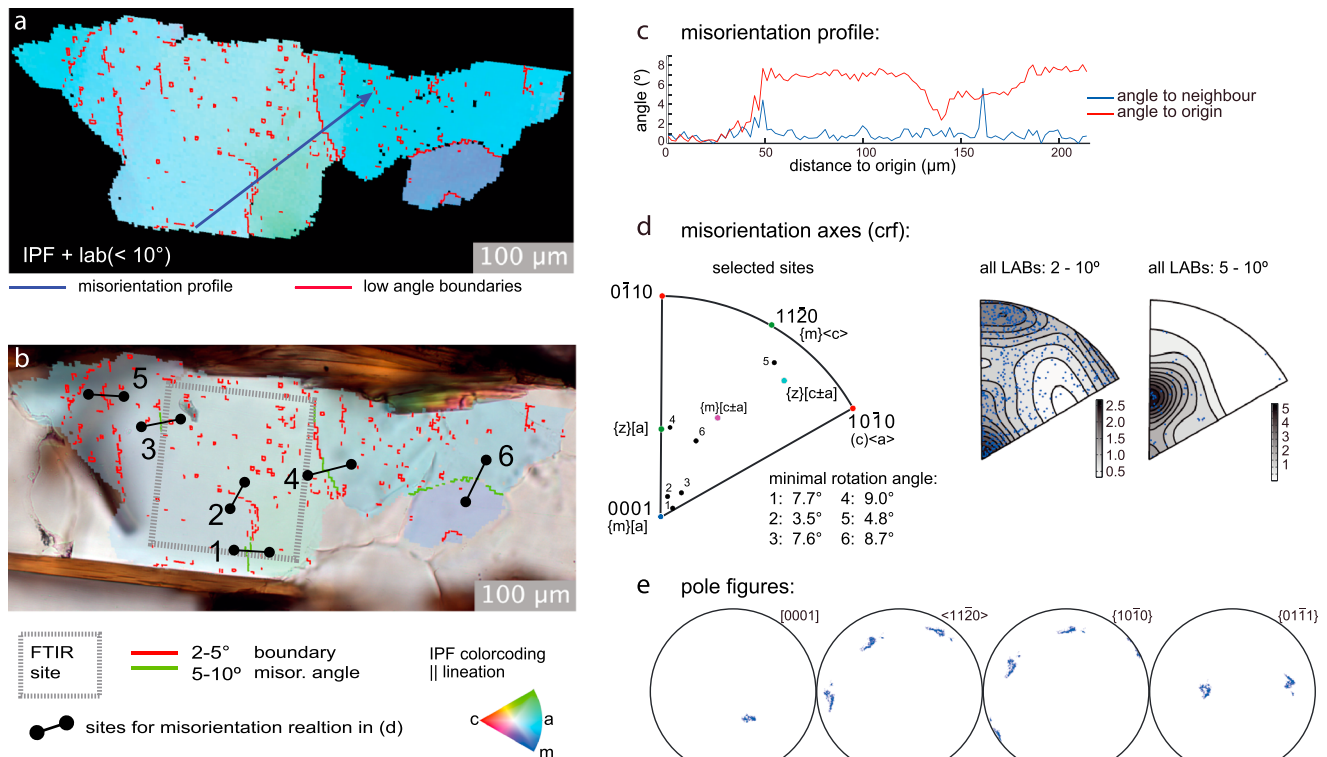 a
IPF + lab(< 10°)
100 µm
misorientation profile
low angle boundaries
b
5
3
4
6
2
1
100 µm
FTIR
site
2-5° boundary
5-10º misor. angle
IPF colorcoding
|| lineation
sites for misorientation realtion in (d)
c
a
m
c misorientation profile:
angle (º)
8
6
4
2
0
0 50 100 150 200
distance to origin (µm)
angle to neighbour
angle to origin
d misorientation axes (crf):
selected sites
all LABs: 2 - 10º
all LABs: 5 - 10º
01̄10
112̄0
{m}<c>
5
{z}[c±a]
{m}[c±a]
101̄0
(c)<a>
{z}[a]
4
6
2
3
1
0001
{m}[a]
minimal rotation angle:
1: 7.7° 4: 9.0°
2: 3.5° 5: 4.8°
3: 7.6° 6: 8.7°
2.5
2.0
1.5
1.0
0.5
5
4
3
2
1
e pole figures:
[0001]
<112̄0>
{101̄0}
{011̄1}